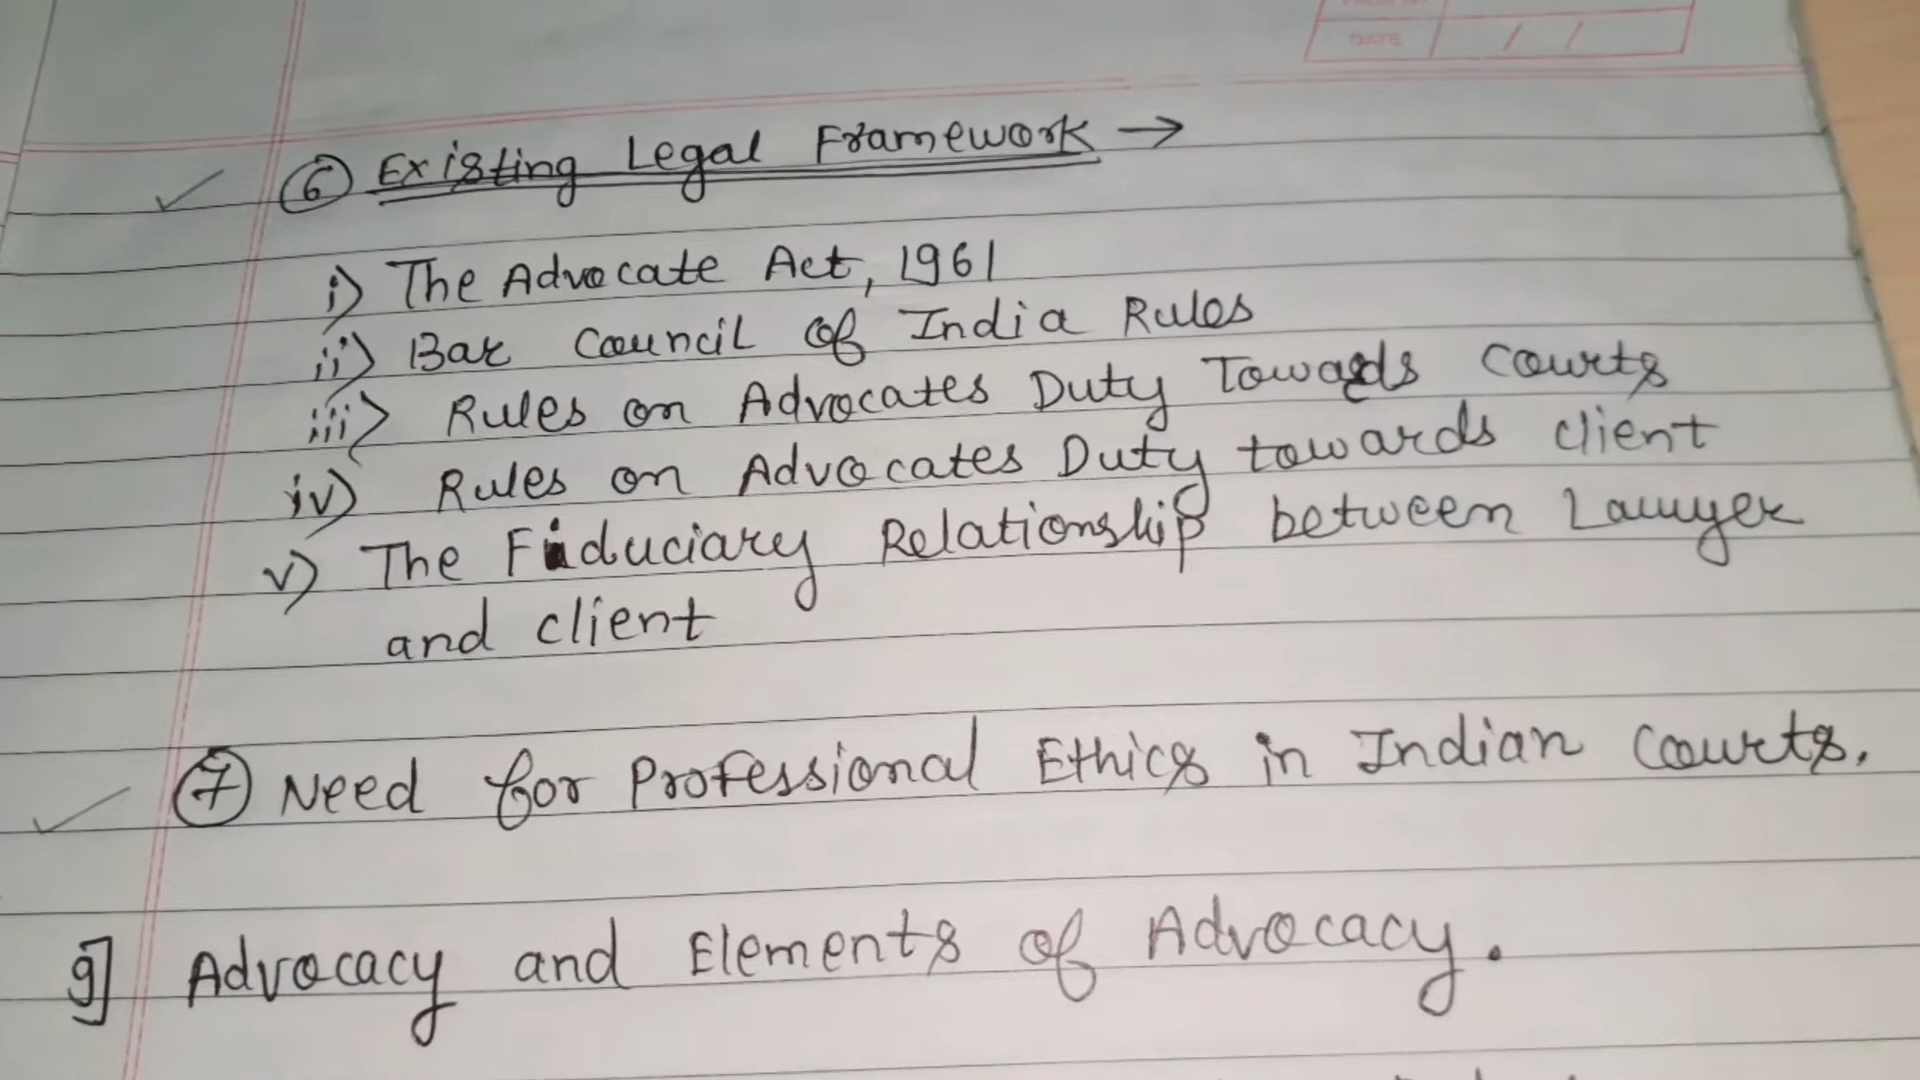 DATE / /
⑥ Existing Legal Framework →
i) The Advocate Act, 1961
ii) Bar Council of India Rules
iii) Rules on Advocates Duty Towards Courts
iv) Rules on Advocates Duty towards client
v) The Fiduciary Relationship between Lawyer
and client
⑦ Need for Professional Ethics in Indian Courts.
9] Advocacy and Elements of Advocacy.